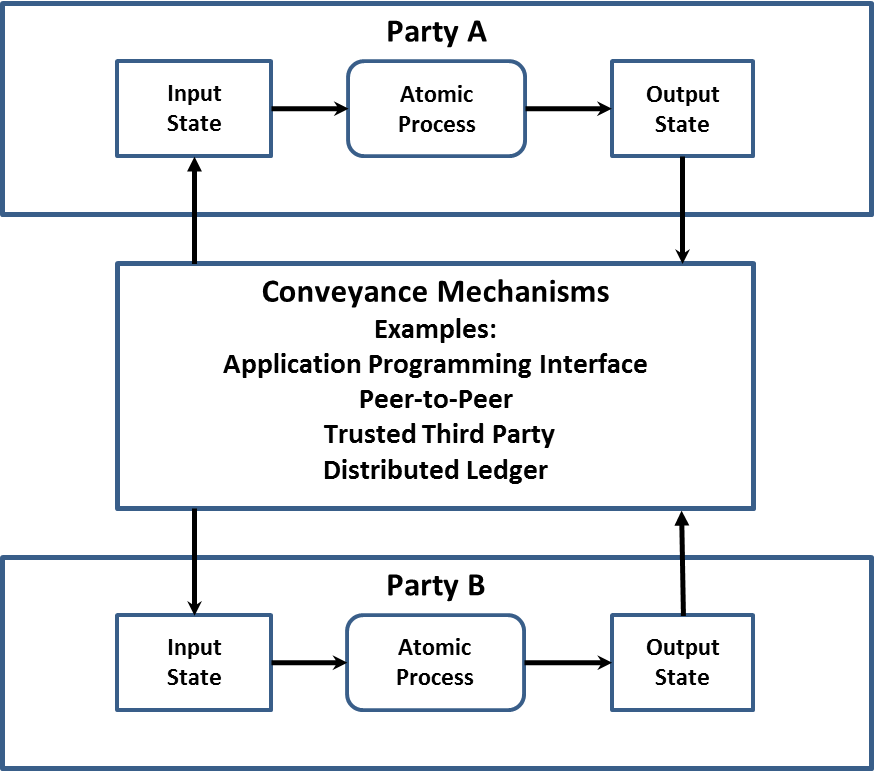 Party A
Input
State
Atomic
Process
Output
State
Conveyance Mechanisms
Examples:
Application Programming Interface
Peer-to-Peer
Trusted Third Party
Distributed Ledger
Party B
Input
State
Atomic
Process
Output
State